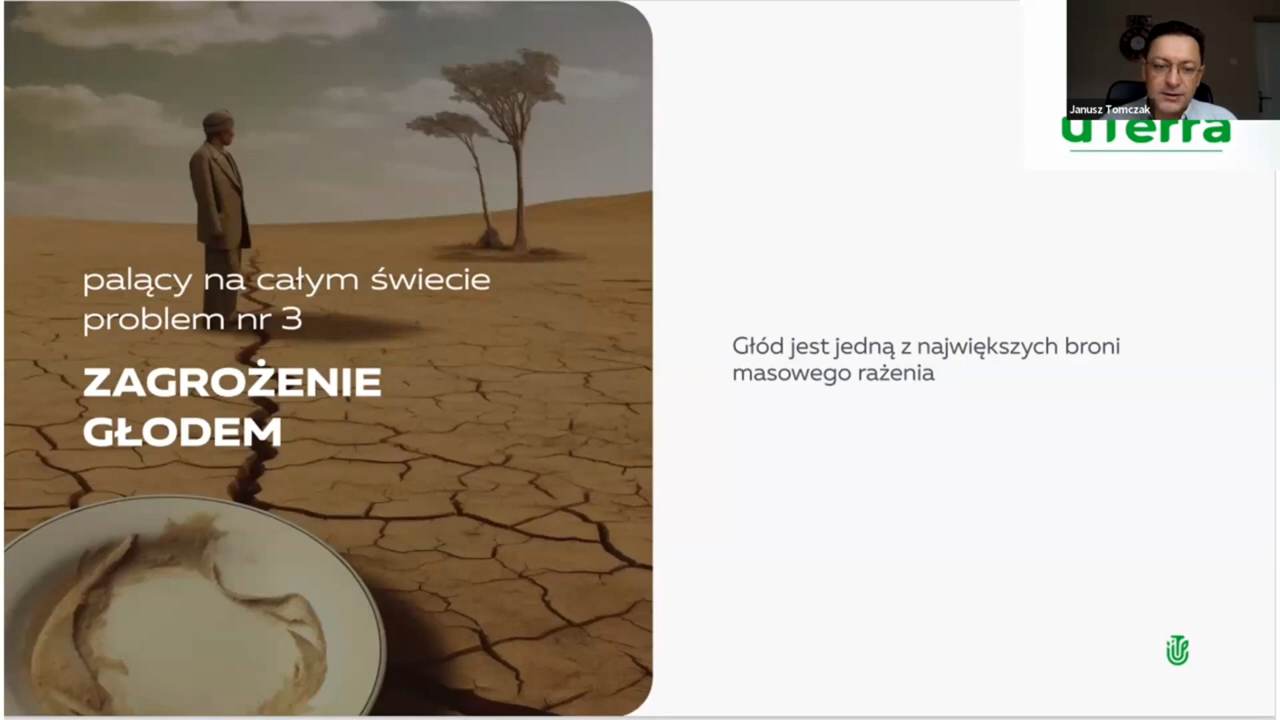 palący na całym świecie
problem nr 3
ZAGROŻENIE
GŁODEM
Głód jest jedną z największych broni
masowego rażenia
Janusz Tomczak
uTerra